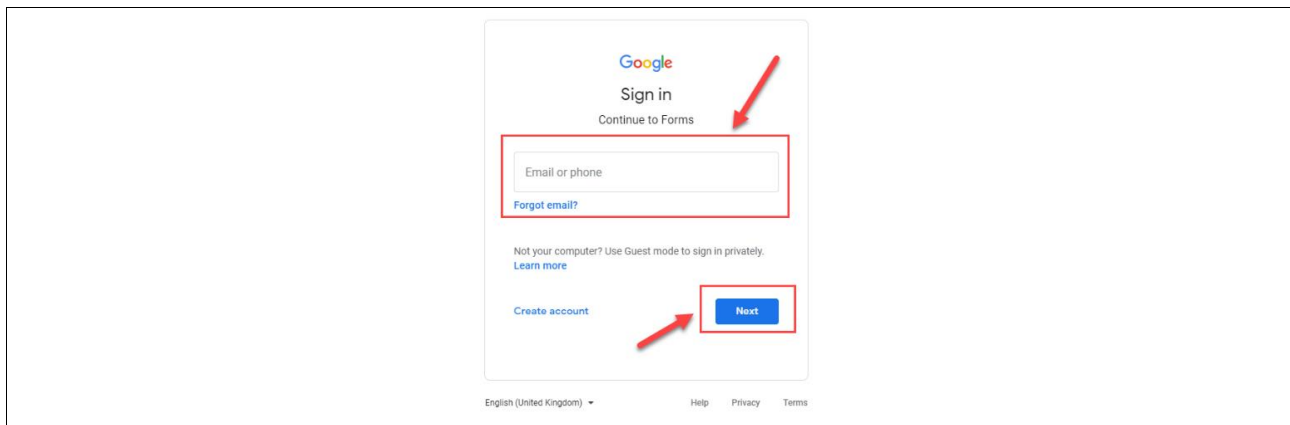 Google
Sign in
Continue to Forms
Email or phone
Forgot email?
Not your computer? Use Guest mode to sign in privately.
Learn more
Create account
Next
English (United Kingdom)
Help Privacy Terms